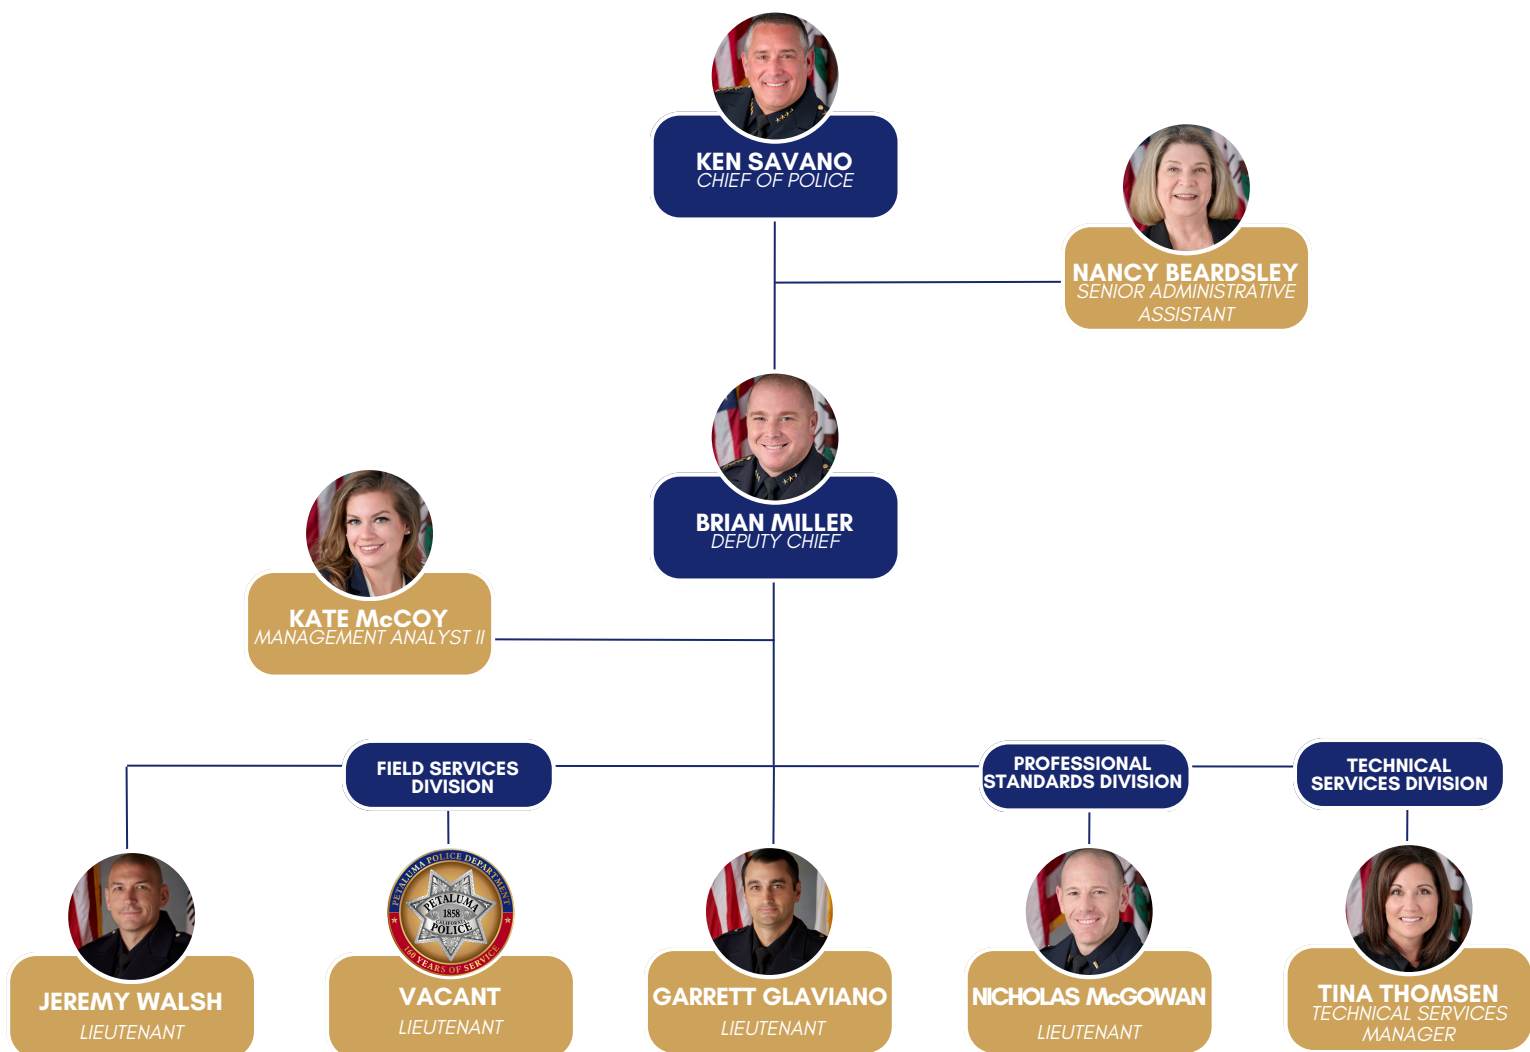 KEN SAVANO
CHIEF OF POLICE
NANCY BEARDSLEY
SENIOR ADMINISTRATIVE
ASSISTANT
BRIAN MILLER
DEPUTY CHIEF
KATE McCOY
MANAGEMENT ANALYST II
FIELD SERVICES
DIVISION
PROFESSIONAL
STANDARDS DIVISION
TECHNICAL
SERVICES DIVISION
PETALUMA POLICE DEPARTMENT
PETALUMA
1858
CALIFORNIA
POLICE
160 YEARS OF SERVICE
JEREMY WALSH
LIEUTENANT
VACANT
LIEUTENANT
GARRETT GLAVIANO
LIEUTENANT
NICHOLAS McGOWAN
LIEUTENANT
TINA THOMSEN
TECHNICAL SERVICES
MANAGER